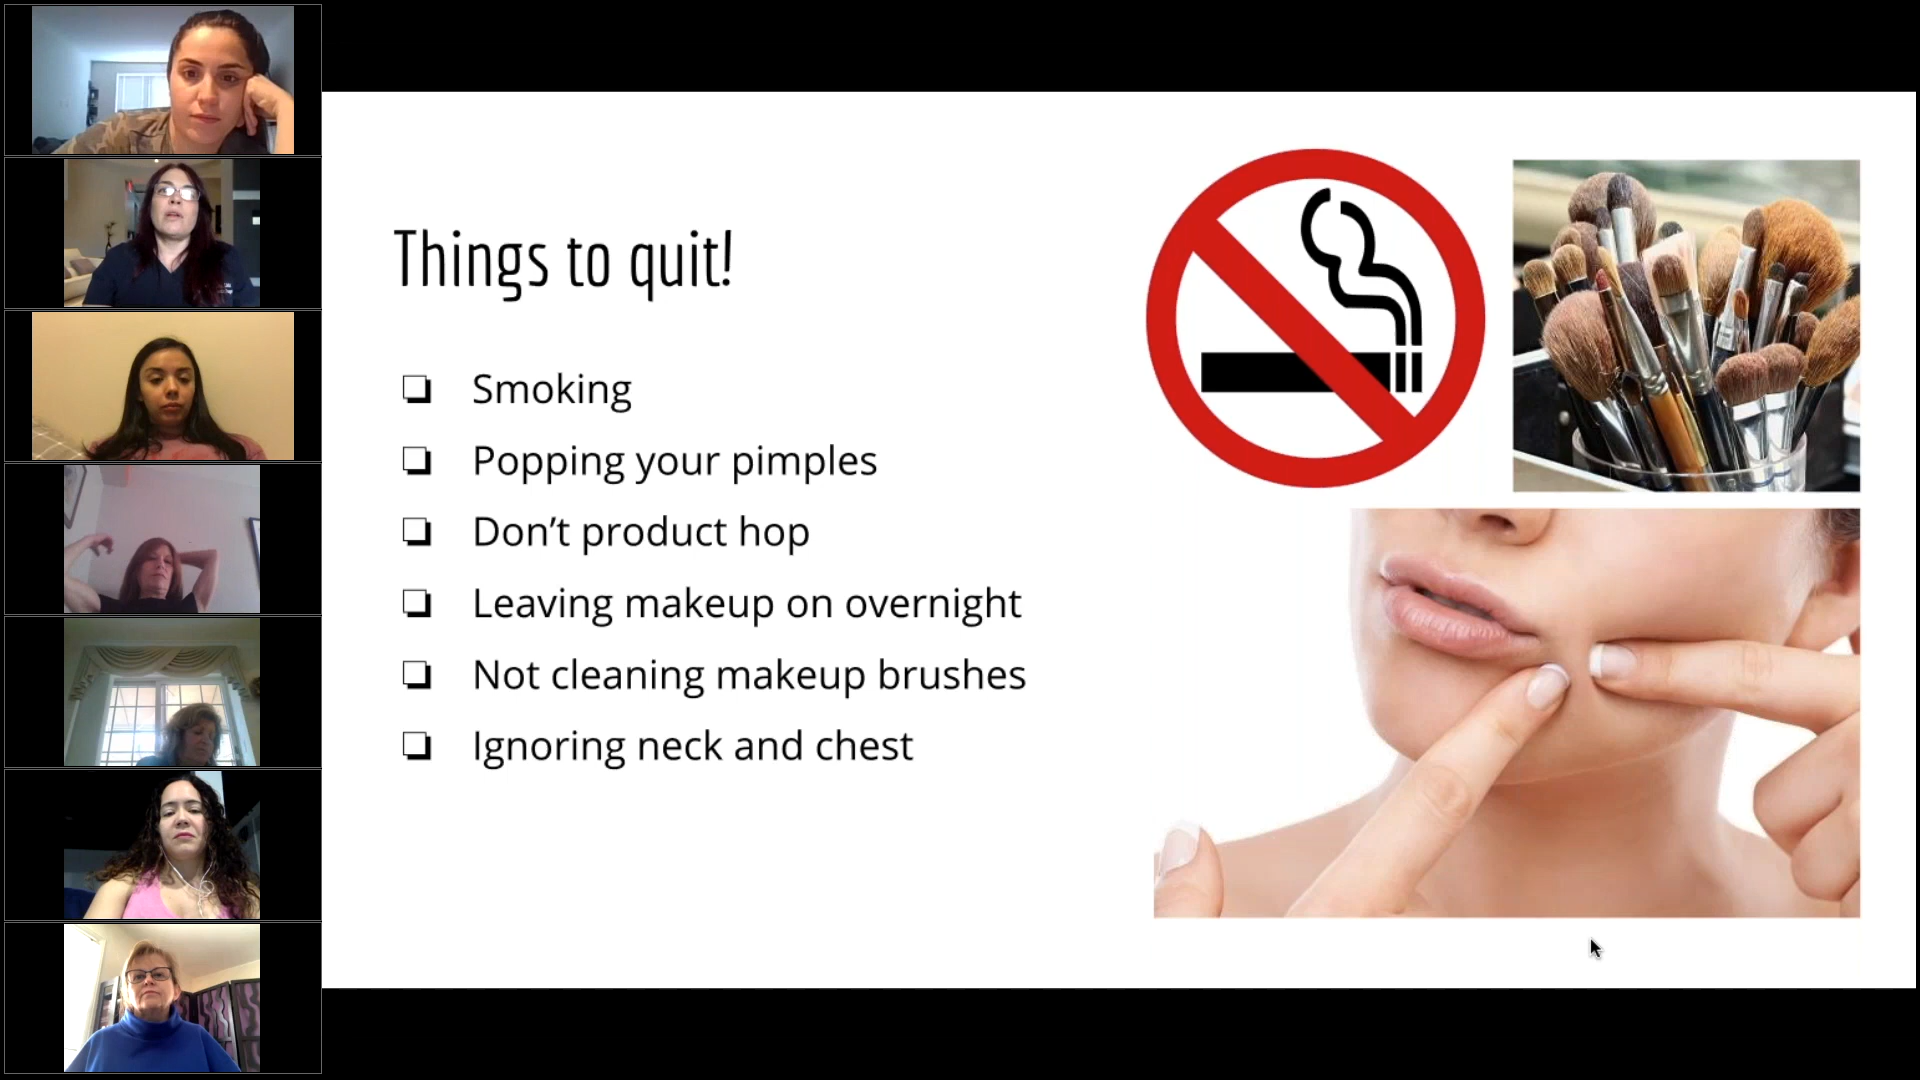 Things to quit!
❏ Smoking
❏ Popping your pimples
❏ Don’t product hop
❏ Leaving makeup on overnight
❏ Not cleaning makeup brushes
❏ Ignoring neck and chest